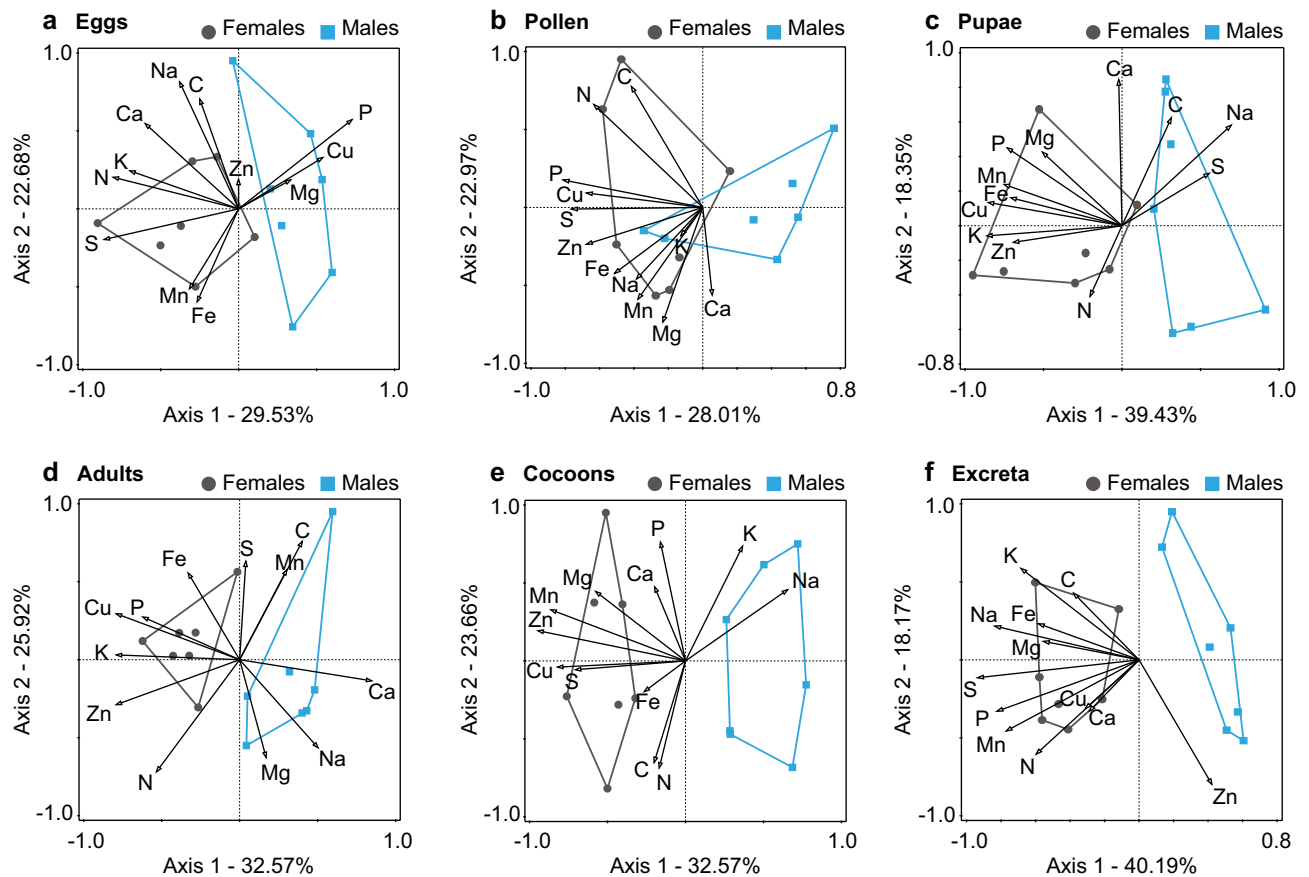 a Eggs
Females Males
1.0
Na
C
P
Ca
Cu
Zn
K
N
Mg
S
Mn
Fe
Axis 2 - 22.68%
-1.0
-1.0
1.0
Axis 1 - 29.53%
b Pollen
Females Males
1.0
C
N
P
Cu
S
Zn
K
Fe
Na
Mn
Ca
Mg
Axis 2 - 22.97%
-1.0
-1.0
0.8
Axis 1 - 28.01%
c Pupae
Females Males
1.0
Ca
C
Na
P
Mg
S
Mn
Fe
Cu
K
Zn
N
Axis 2 - 18.35%
-0.8
-1.0
1.0
Axis 1 - 39.43%
d Adults
Females Males
1.0
C
S
Fe
Mn
Cu
P
K
Ca
Zn
Na
N
Mg
Axis 2 - 25.92%
-1.0
-1.0
1.0
Axis 1 - 32.57%
e Cocoons
Females Males
1.0
P
K
Mg
Ca
Na
Mn
Zn
Cu
S
Fe
C
N
Axis 2 - 23.66%
-1.0
-1.0
1.0
Axis 1 - 32.57%
f Excreta
Females Males
1.0
K
C
Na
Fe
Mg
S
Cu
P
Ca
Mn
N
Zn
Axis 2 - 18.17%
-1.0
-1.0
0.8
Axis 1 - 40.19%